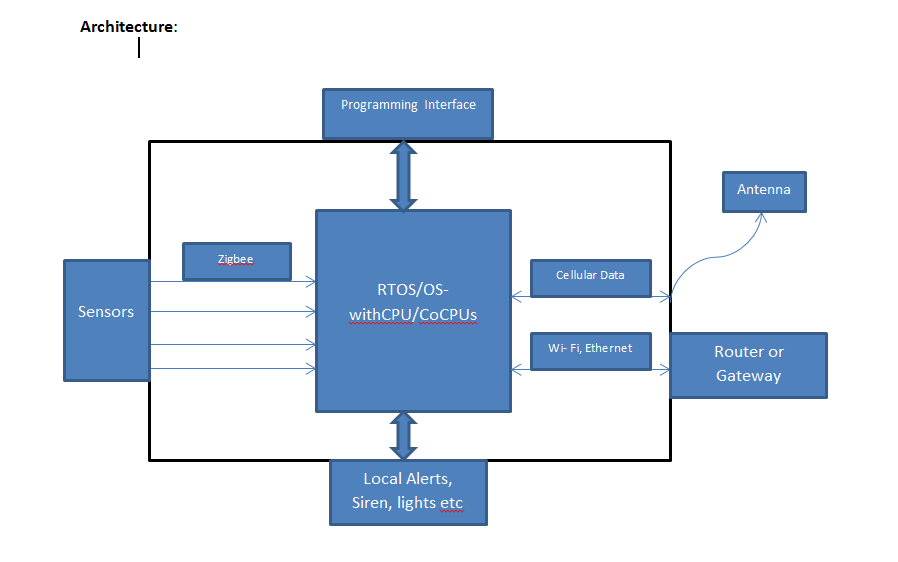 Architecture:
Programming Interface
Antenna
Zigbee
Cellular Data
Sensors
RTOS/OS-
withCPU/CoCPUs
Wi- Fi, Ethernet
Router or
Gateway
Local Alerts,
Siren, lights etc